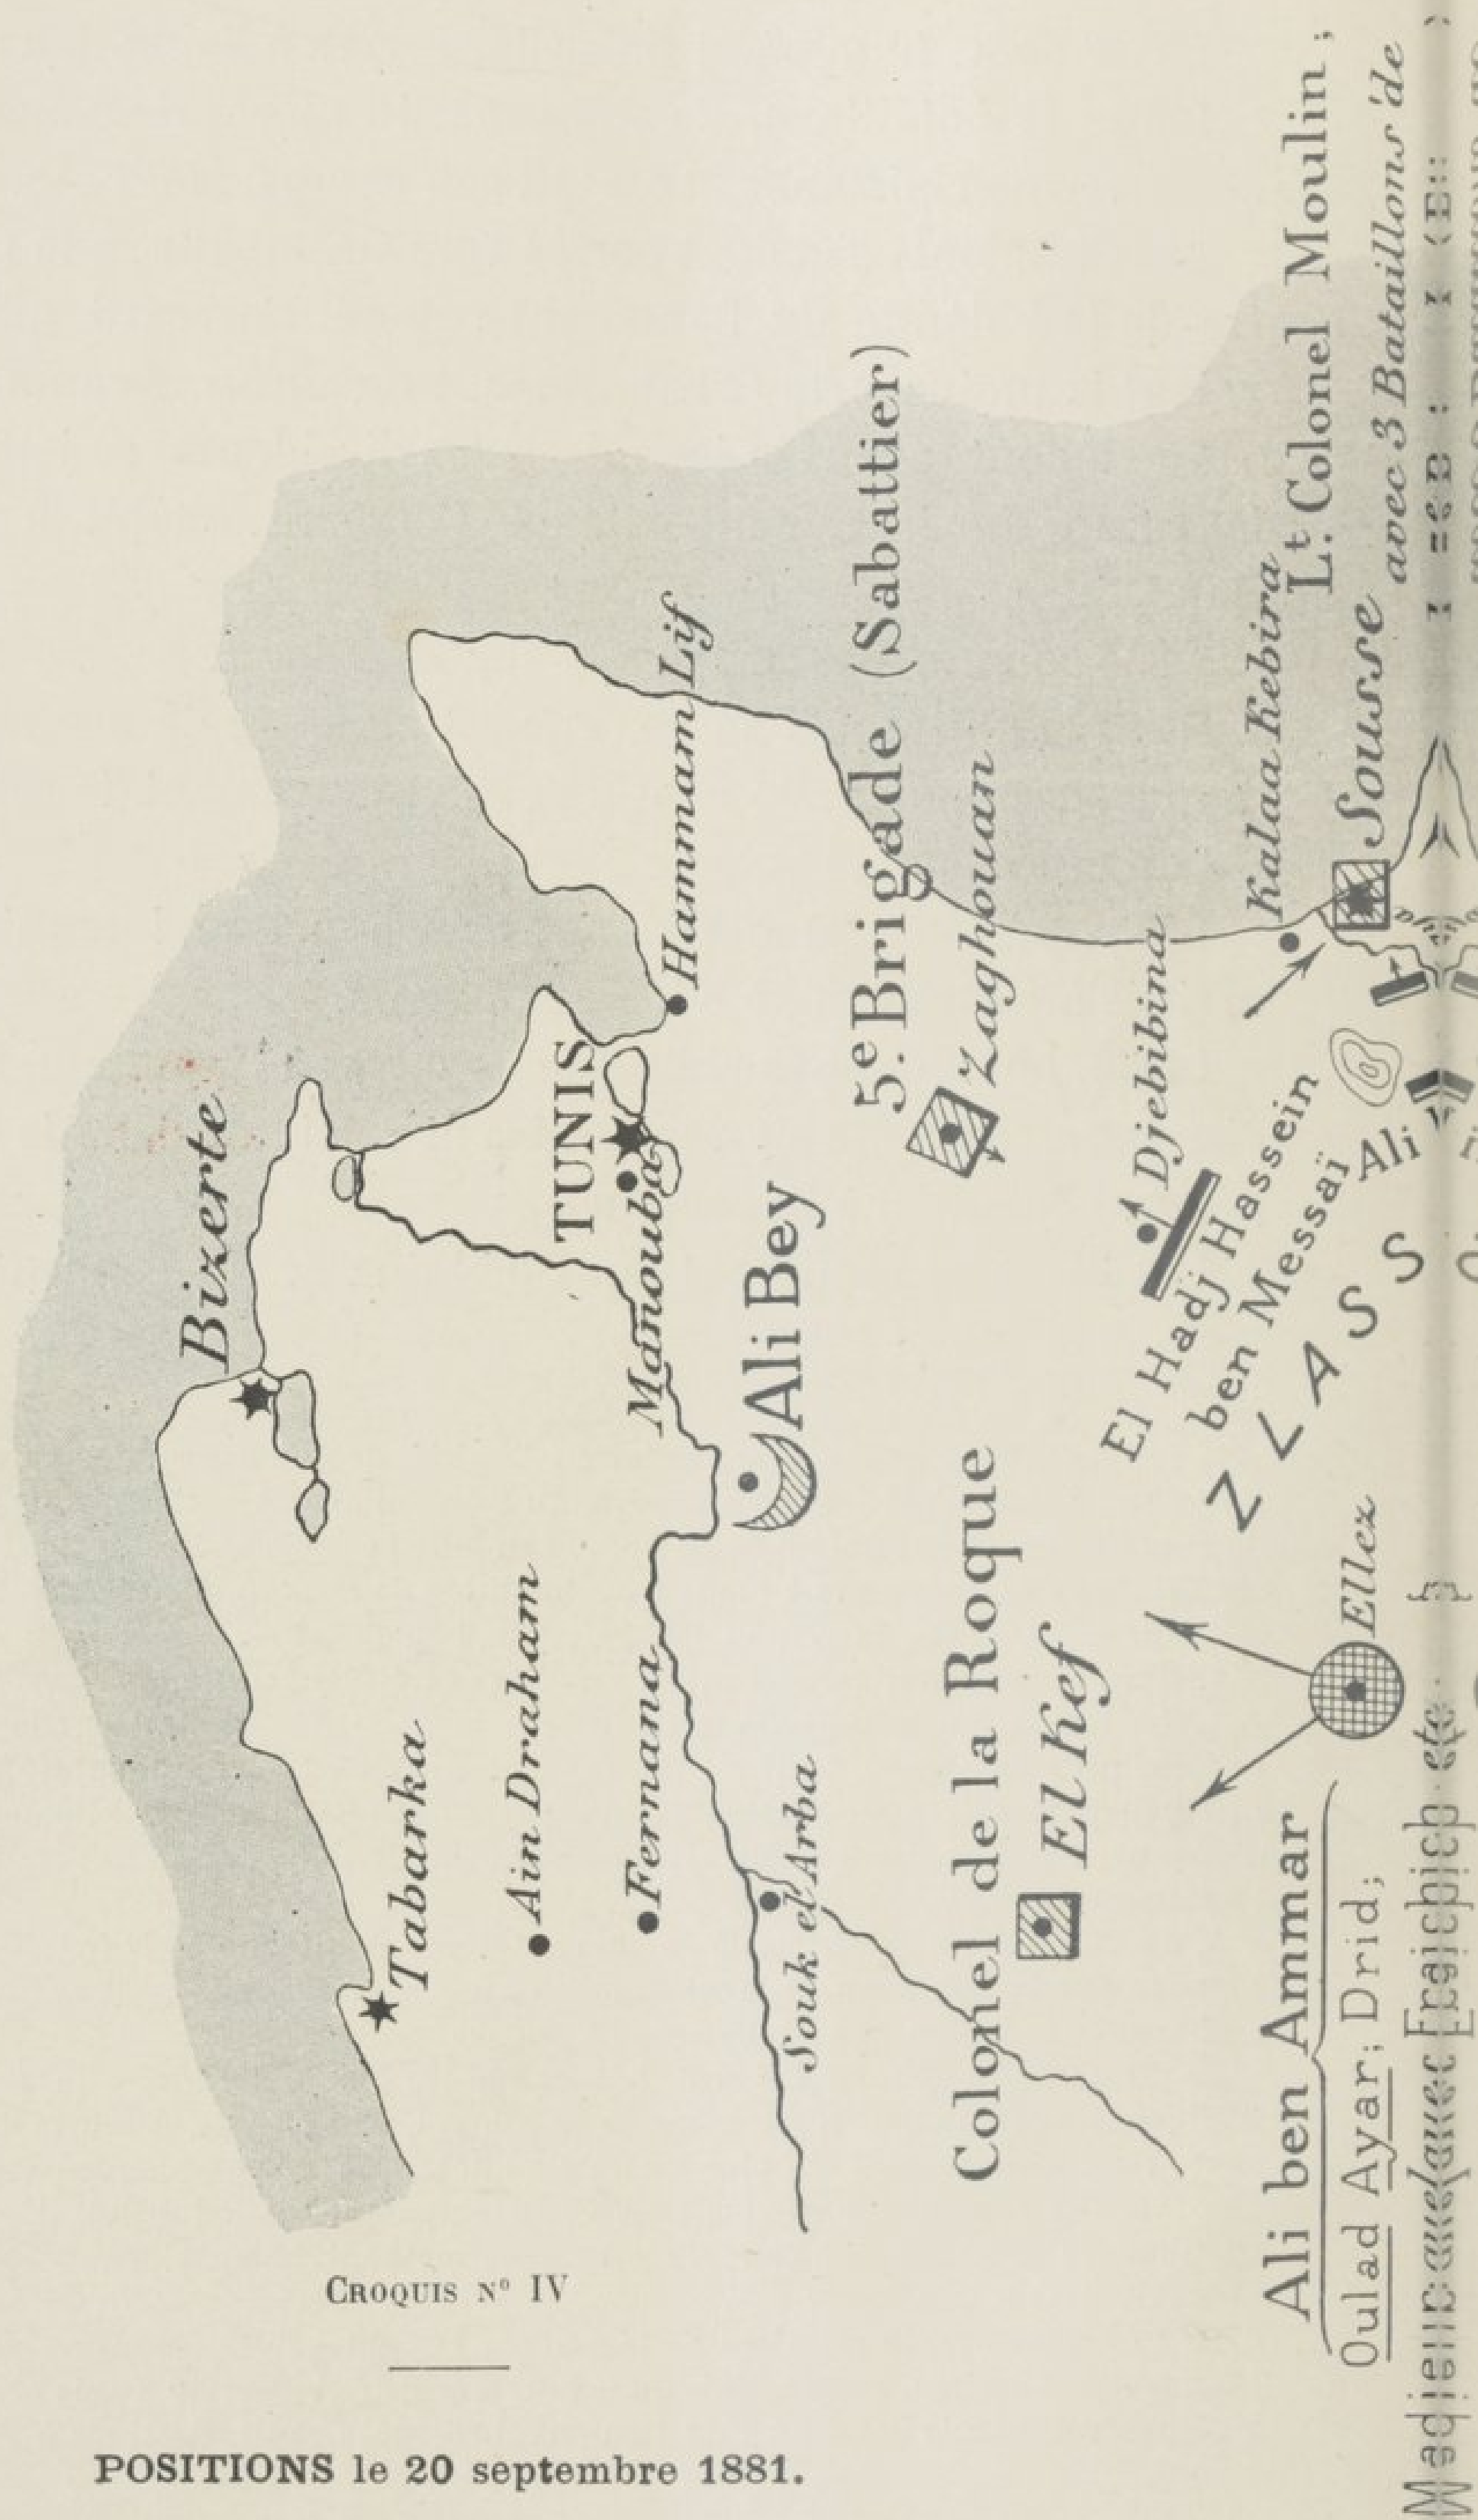 POSITIONS le 20 septembre 1881.
CROQUIS Nº IV
Bizerte
Tabarka
Ain Draham
TUNIS
Fernana
Manouba
Hammam Lif
Souk el Arba
Ali Bey
5e. Brigade (Sabattier)
Zaghouan
Colonel de la Roque
El Kef
Djebibina
El Hadj Hassein
ben Messaï
ZLASS
Kalaa Kebira
Lt. Colonel Moulin,
avec 3 Bataillons de
Sousse
Ali
Ellez
Ali ben Ammar
Oulad Ayar; Drid;